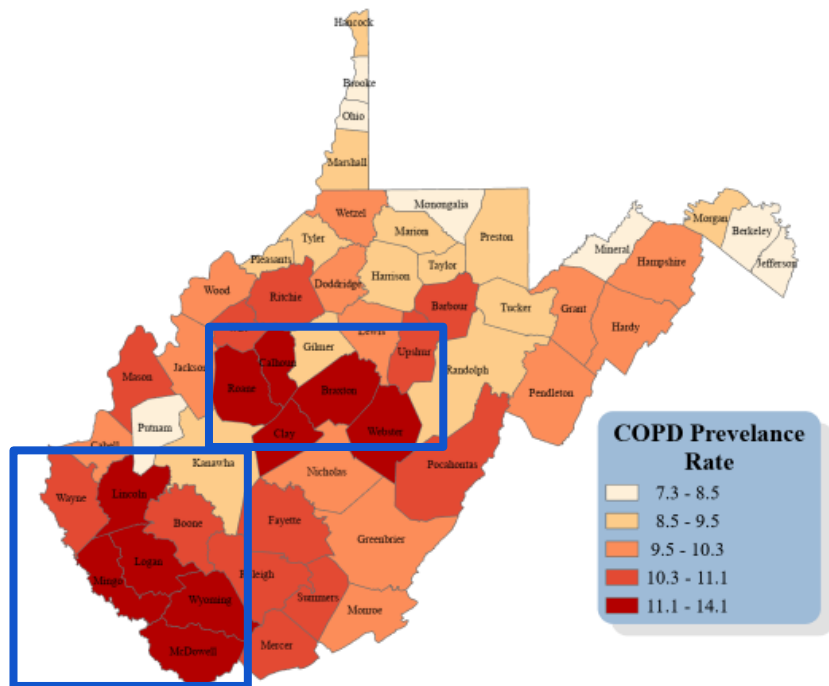 Hancock
Brooke
Ohio
Marshall
Wetzel
Monongalia
Marion
Preston
Tyler
Pleasants
Taylor
Harrison
Doddridge
Wood
Ritchie
Barbour
Tucker
Mineral
Morgan
Berkeley
Jefferson
Hampshire
Grant
Hardy
Jackson
Mason
Gilmer
Lewis
Upshur
Calhoun
Roane
Braxton
Randolph
Pendleton
Putnam
Clay
Webster
Cabell
Kanawha
Nicholas
Pocahontas
Wayne
Lincoln
Boone
Fayette
Greenbrier
Logan
Mingo
Raleigh
Wyoming
Summers
Monroe
McDowell
Mercer
COPD Prevelance
Rate
7.3 - 8.5
8.5 - 9.5
9.5 - 10.3
10.3 - 11.1
11.1 - 14.1